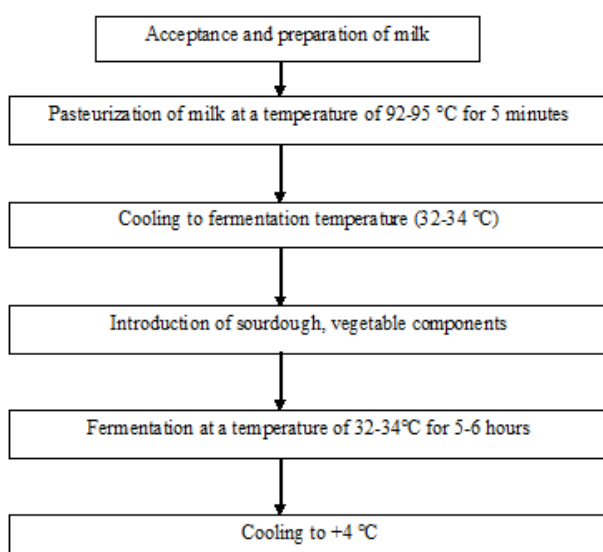 Acceptance and preparation of milk
Pasteurization of milk at a temperature of 92-95 °C for 5 minutes
Cooling to fermentation temperature (32-34 °C)
Introduction of sourdough, vegetable components
Fermentation at a temperature of 32-34°C for 5-6 hours
Cooling to +4 °C